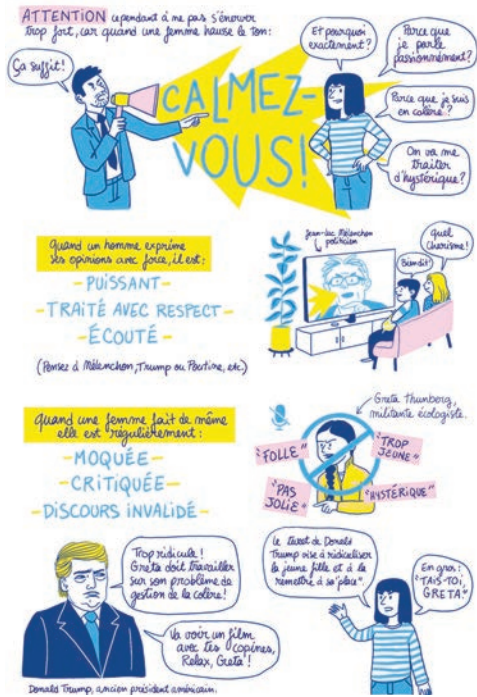 ATTENTION cependant à ne pas s'énerver
trop fort, car quand une femme hausse le ton :
Ça suffit !
CALMEZ-
VOUS !
Et pourquoi
exactement ?
Parce que
je parle
passionnément ?
Parce que je suis
en colère ?
On va me
traiter
d'hystérique ?
Quand un homme exprime
ses opinions avec force, il est :
- PUISSANT -
- TRAITÉ AVEC RESPECT -
- ÉCOUTÉ -
(Pensez à Mélenchon, Trump ou Poutine, etc.)
Jean-Luc Mélenchon
politicien
Bien dit !
Quel
charisme !
Quand une femme fait de même
elle est régulièrement :
- MOQUÉE -
- CRITIQUÉE -
- DISCOURS INVALIDÉ -
Greta Thunberg,
militante écologiste.
"FOLLE"
"TROP
JEUNE"
"PAS
JOLIE"
"HYSTÉRIQUE"
Trop ridicule !
Greta doit travailler
sur son problème de
gestion de la colère !
Va voir un film
avec tes copines,
Relax, Greta !
Donald Trump, ancien président américain.
Le tweet de Donald
Trump vise à ridiculiser
la jeune fille et à la
remettre à sa "place".
En gros :
"TAIS-TOI,
GRETA."